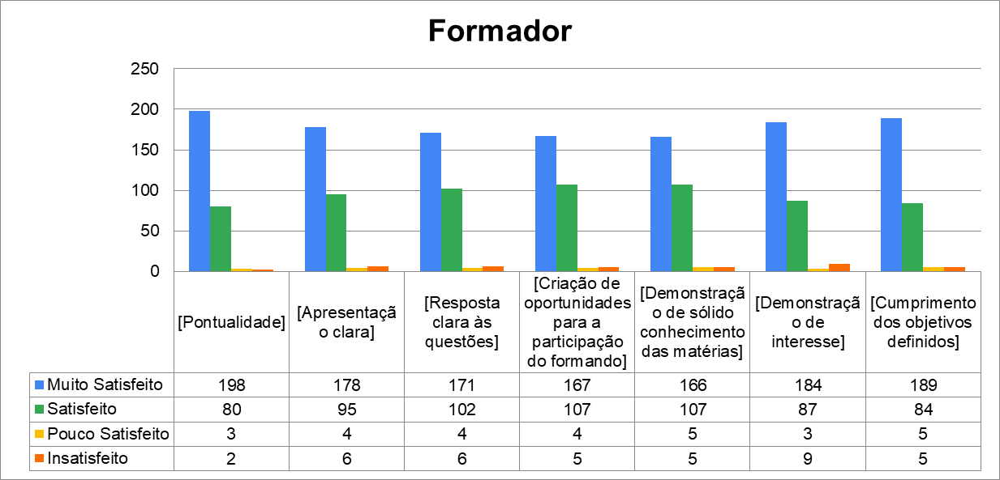 Formador
250
200
150
100
50
0
[Pontualidade]
[Apresentaçã
o clara]
[Resposta
clara às
questões]
[Criação de
oportunidades
para a
participação
do formando]
[Demonstraçã
o de sólido
conhecimento
das matérias]
[Demonstraçã
o de
interesse]
[Cumprimento
dos objetivos
definidos]
Muito Satisfeito 198 178 171 167 166 184 189
Satisfeito 80 95 102 107 107 87 84
Pouco Satisfeito 3 4 4 4 5 3 5
Insatisfeito 2 6 6 5 5 9 5